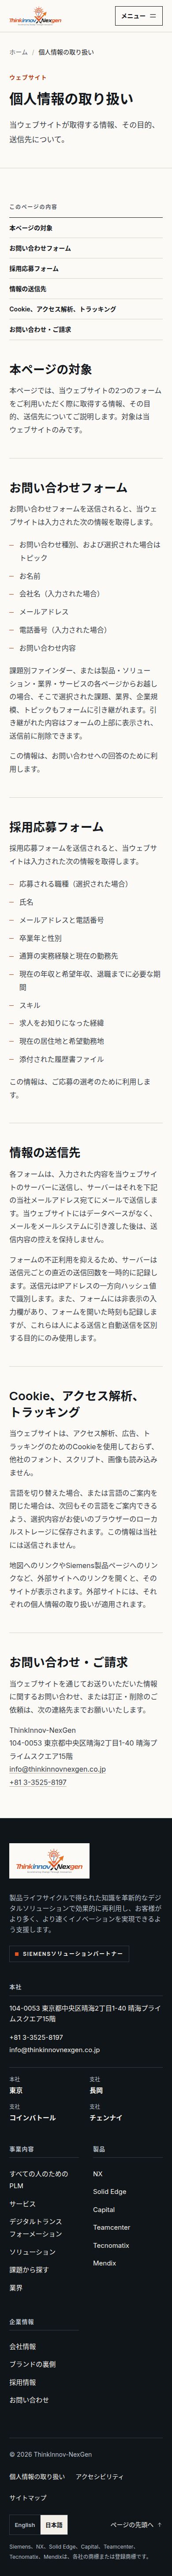 ThinkInnov NexGen
メニュー
ホーム / 個人情報の取り扱い
ウェブサイト
個人情報の取り扱い
当ウェブサイトが取得する情報、その目的、
送信先について。
このページの内容
本ページの対象
お問い合わせフォーム
採用応募フォーム
情報の送信先
Cookie、アクセス解析、トラッキング
お問い合わせ・ご請求
本ページの対象
本ページでは、当ウェブサイトの2つのフォーム
をご利用いただく際に取得する情報、その目
的、送信先についてご説明します。対象は当
ウェブサイトのみです。
お問い合わせフォーム
お問い合わせフォームを送信されると、当ウェ
ブサイトは入力された次の情報を取得します。
— お問い合わせ種別、および選択された場合は
トピック
— お名前
— 会社名（入力された場合）
— メールアドレス
— 電話番号（入力された場合）
— お問い合わせ内容
課題別ファインダー、または製品・ソリュー
ション・業界・サービスの各ページからお越し
の場合、そこで選択された課題、業界、企業規
模、トピックもフォームに引き継がれます。引
き継がれた内容はフォームの上部に表示され、
送信前に削除できます。
この情報は、お問い合わせへの回答のために利
用します。
採用応募フォーム
採用応募フォームを送信されると、当ウェブサ
イトは入力された次の情報を取得します。
— 応募される職種（選択された場合）
— 氏名
— メールアドレスと電話番号
— 卒業年と性別
— 通算の実務経験と現在の勤務先
— 現在の年収と希望年収、退職までに必要な期
間
— スキル
— 求人をお知りになった経緯
— 現在の居住地と希望勤務地
— 添付された履歴書ファイル
この情報は、ご応募の選考のために利用しま
す。
情報の送信先
各フォームは、入力された内容を当ウェブサイ
トのサーバーに送信し、サーバーはそれを下記
の当社メールアドレス宛てにメールで送信しま
す。当ウェブサイトにはデータベースがなく、
メールをメールシステムに引き渡した後は、送
信内容の控えを保持しません。
フォームの不正利用を抑えるため、サーバーは
送信元ごとの直近の送信回数を一時的に記録し
ます。送信元はIPアドレスの一方向ハッシュ値
で識別します。また、フォームには非表示の入
力欄があり、フォームを開いた時刻も記録しま
すが、これらは人による送信と自動送信を区別
する目的にのみ使用します。
Cookie、アクセス解析、
トラッキング
当ウェブサイトは、アクセス解析、広告、ト
ラッキングのためのCookieを使用しておらず、
他社のフォント、スクリプト、画像も読み込み
ません。
言語を切り替えた場合、または言語のご案内を
閉じた場合は、次回もその言語をご案内できる
よう、選択内容がお使いのブラウザーのローカ
ルストレージに保存されます。この情報は当社
には送信されません。
地図へのリンクやSiemens製品ページへのリン
クなど、外部サイトへのリンクを開くと、その
サイトが表示されます。外部サイトには、それ
ぞれの個人情報の取り扱いが適用されます。
お問い合わせ・ご請求
当ウェブサイトを通じてお送りいただいた情報
に関するお問い合わせ、または訂正・削除のご
依頼は、次の連絡先までお願いいたします。
ThinkInnov-NexGen
104-0053 東京都中央区晴海2丁目1-40 晴海プ
ライムスクエア15階
info@thinkinnovnexgen.co.jp
+81 3-3525-8197
ThinkInnov NexGen
製品ライフサイクルで得られた知識を革新的なデジ
タルソリューションで効果的に再利用し、お客様が
より多く、より速くイノベーションを実現できるよ
う支援します。
SIEMENSソリューションパートナー
本社
104-0053 東京都中央区晴海2丁目1-40 晴海プライム
スクエア15階
+81 3-3525-8197
info@thinkinnovnexgen.co.jp
本社
東京
支社
長岡
支社
コインバトール
支社
チェンナイ
事業内容
すべての人のための
PLM
サービス
デジタルトランス
フォーメーション
ソリューション
課題から探す
業界
製品
NX
Solid Edge
Capital
Teamcenter
Tecnomatix
Mendix
企業情報
会社情報
ブランドの裏側
採用情報
お問い合わせ
© 2026 ThinkInnov-NexGen
個人情報の取り扱い アクセシビリティ
サイトマップ
English 日本語
ページの先頭へ ↑
Siemens、NX、Solid Edge、Capital、Teamcenter、
Tecnomatix、Mendixは、各社の商標または登録商標です。